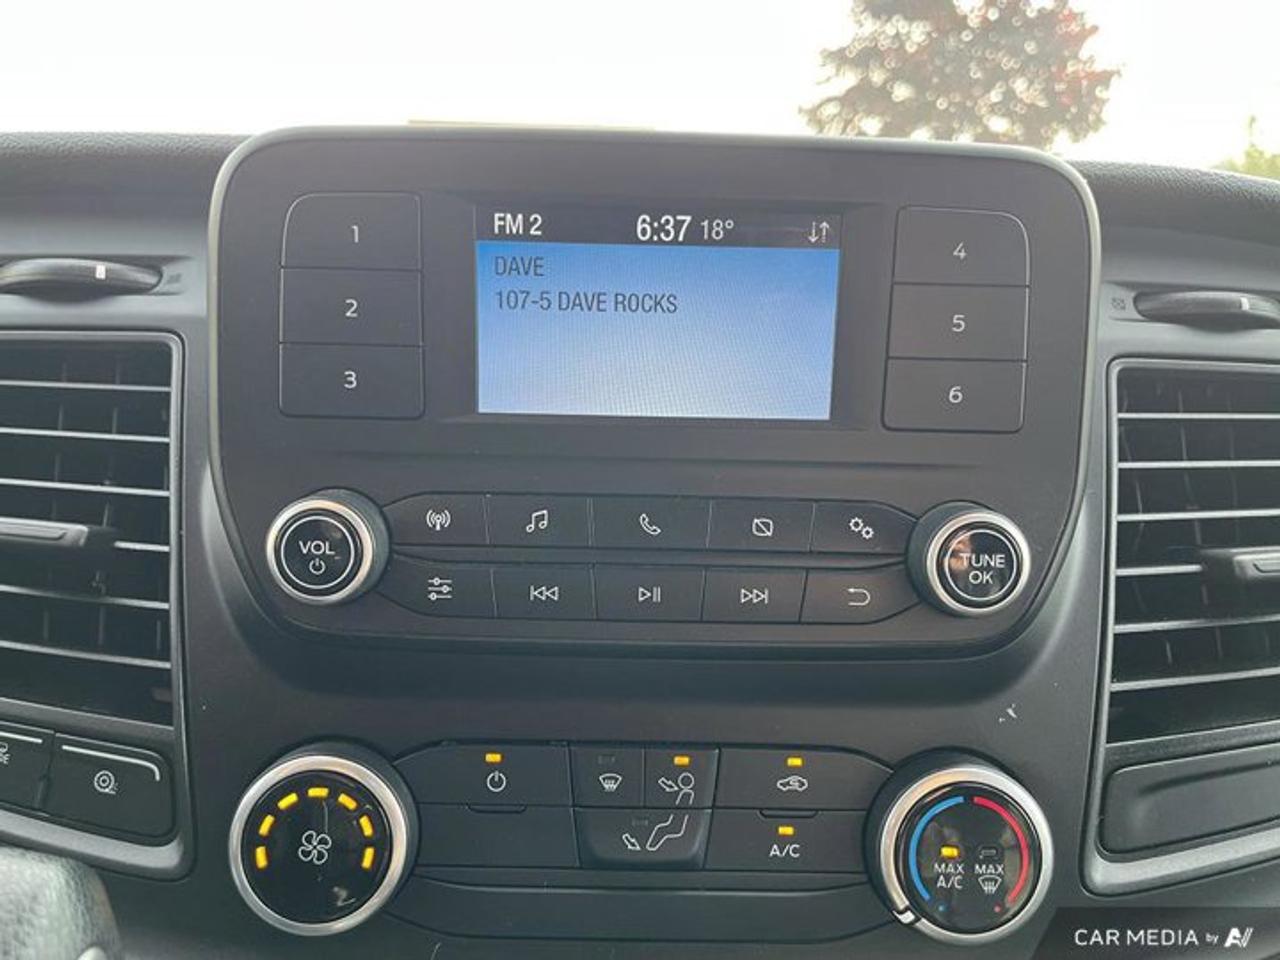 FM 2 6:37 18°
DAVE
107-5 DAVE ROCKS
1
2
3
4
5
6
VOL
TUNE
OK
A/C
MAX
A/C
MAX
CAR MEDIA by AI